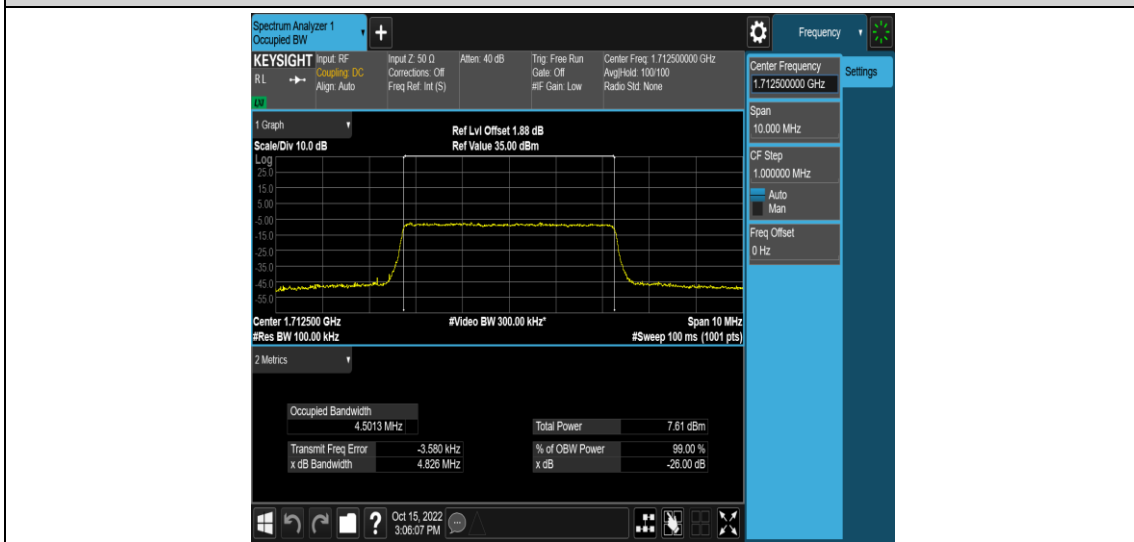 Spectrum Analyzer 1
Occupied BW
+
Frequency
KEYSIGHT
RL
Input: RF
Coupling: DC
Align: Auto
Input Z: 50 Ω
Corrections: Off
Freq Ref: Int (S)
Atten: 40 dB
Trig: Free Run
Gate: Off
#IF Gain: Low
Center Freq: 1.712500000 GHz
Avg|Hold: 100/100
Radio Std: None
Center Frequency
1.712500000 GHz
Settings
Span
10.000 MHz
CF Step
1.000000 MHz
Auto
Man
Freq Offset
0 Hz
1 Graph
Ref Lvl Offset 1.88 dB
Scale/Div 10.0 dB
Ref Value 35.00 dBm
Log
25.0
15.0
5.00
-5.00
-15.0
-25.0
-35.0
-45.0
-55.0
Center 1.712500 GHz
#Video BW 300.00 kHz*
Span 10 MHz
#Res BW 100.00 kHz
#Sweep 100 ms (1001 pts)
2 Metrics
Occupied Bandwidth
4.5013 MHz
Total Power 7.61 dBm
Transmit Freq Error -3.580 kHz
% of OBW Power 99.00 %
x dB Bandwidth 4.826 MHz
x dB -26.00 dB
?
Oct 15, 2022
3:06:07 PM